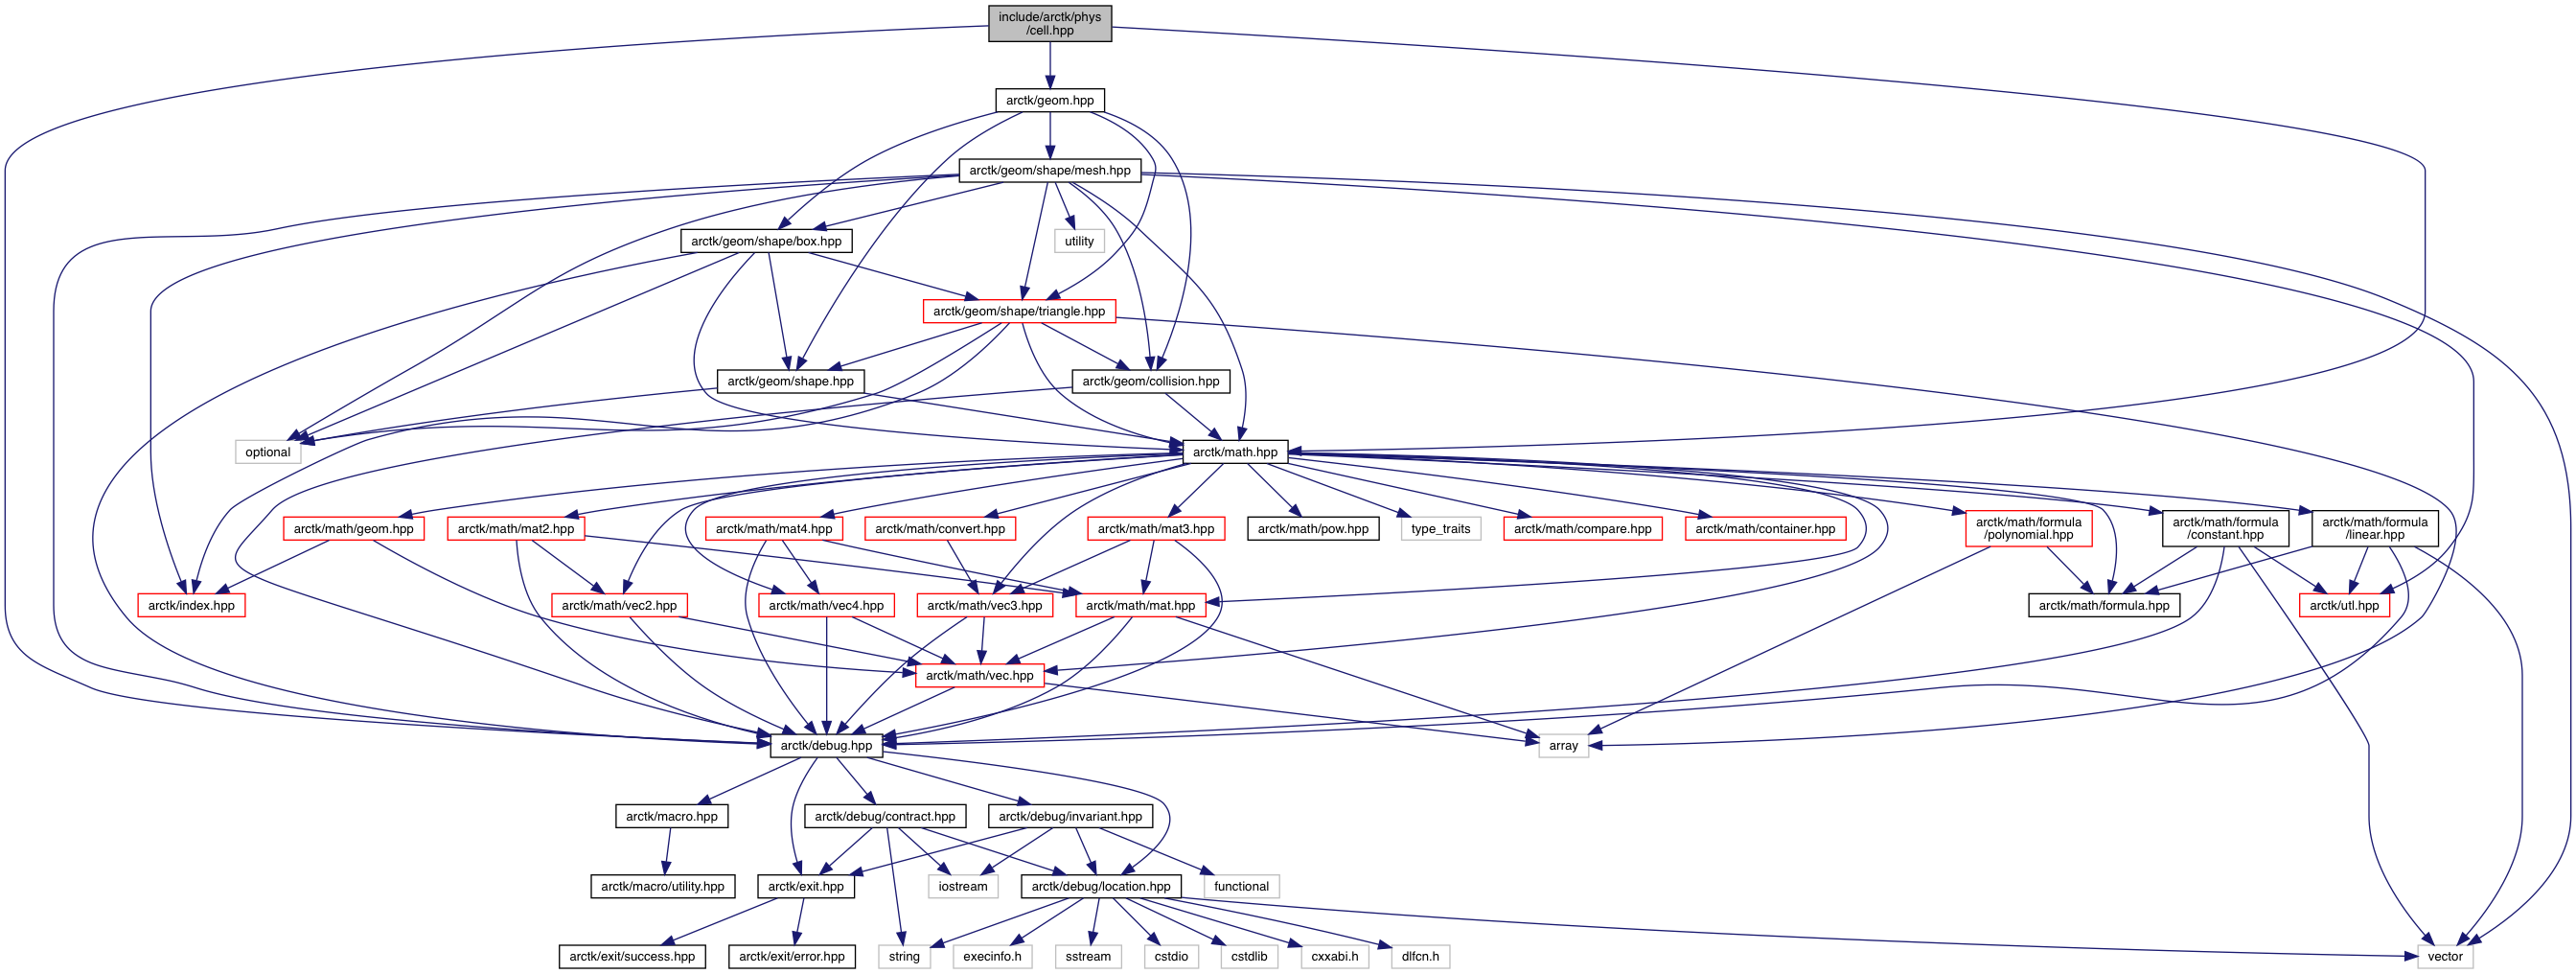 include/arctk/phys
/cell.hpp
arctk/geom.hpp
arctk/geom/shape/mesh.hpp
arctk/geom/shape/box.hpp
utility
arctk/geom/shape/triangle.hpp
arctk/geom/shape.hpp
arctk/geom/collision.hpp
optional
arctk/math.hpp
arctk/math/geom.hpp
arctk/math/mat2.hpp
arctk/math/mat4.hpp
arctk/math/convert.hpp
arctk/math/mat3.hpp
arctk/math/pow.hpp
type_traits
arctk/math/compare.hpp
arctk/math/container.hpp
arctk/math/formula
/polynomial.hpp
arctk/math/formula
/constant.hpp
arctk/math/formula
/linear.hpp
arctk/index.hpp
arctk/math/vec2.hpp
arctk/math/vec4.hpp
arctk/math/vec3.hpp
arctk/math/mat.hpp
arctk/math/formula.hpp
arctk/utl.hpp
arctk/math/vec.hpp
arctk/debug.hpp
array
arctk/macro.hpp
arctk/debug/contract.hpp
arctk/debug/invariant.hpp
arctk/macro/utility.hpp
arctk/exit.hpp
iostream
arctk/debug/location.hpp
functional
arctk/exit/success.hpp
arctk/exit/error.hpp
string
execinfo.h
sstream
cstdio
cstdlib
cxxabi.h
dlfcn.h
vector